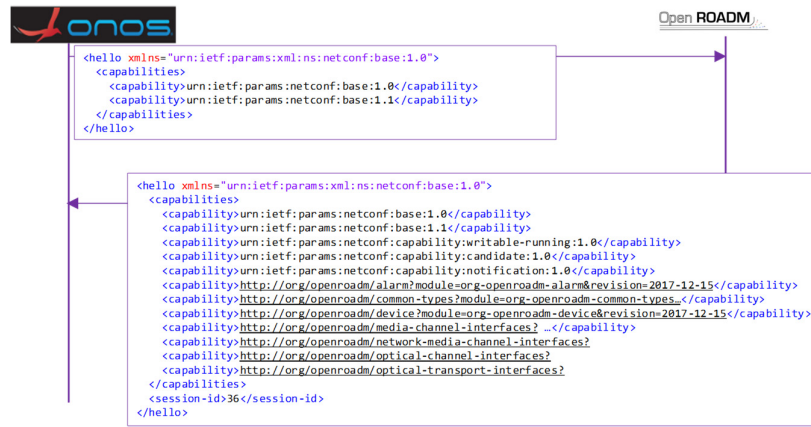 onos
Open ROADM
<hello xmlns="urn:ietf:params:xml:ns:netconf:base:1.0">
<capabilities>
<capability>urn:ietf:params:netconf:base:1.0</capability>
<capability>urn:ietf:params:netconf:base:1.1</capability>
</capabilities>
</hello>
<hello xmlns="urn:ietf:params:xml:ns:netconf:base:1.0">
<capabilities>
<capability>urn:ietf:params:netconf:base:1.0</capability>
<capability>urn:ietf:params:netconf:base:1.1</capability>
<capability>urn:ietf:params:netconf:capability:writable-running:1.0</capability>
<capability>urn:ietf:params:netconf:capability:candidate:1.0</capability>
<capability>urn:ietf:params:netconf:capability:notification:1.0</capability>
<capability>http://org/openroadm/alarm?module=org-openroadm-alarm&revision=2017-12-15</capability>
<capability>http://org/openroadm/common-types?module=org-openroadm-common-types…</capability>
<capability>http://org/openroadm/device?module=org-openroadm-device&revision=2017-12-15</capability>
<capability>http://org/openroadm/media-channel-interfaces? …</capability>
<capability>http://org/openroadm/network-media-channel-interfaces?
<capability>http://org/openroadm/optical-channel-interfaces?
<capability>http://org/openroadm/optical-transport-interfaces?
</capabilities>
<session-id>36</session-id>
</hello>